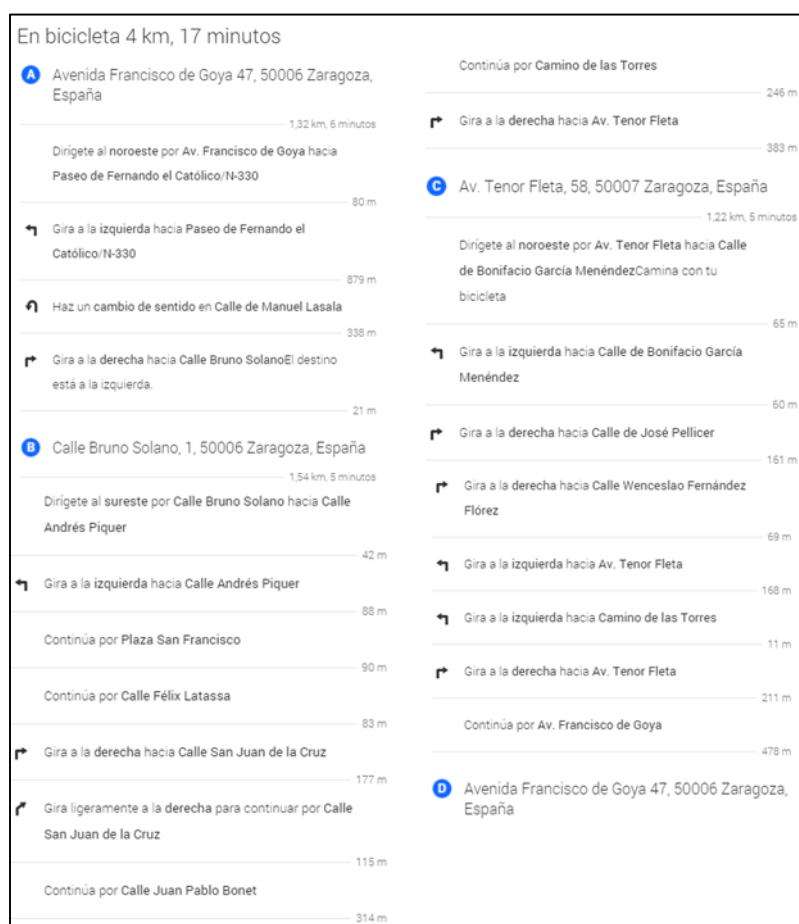 En bicicleta 4 km, 17 minutos
A Avenida Francisco de Goya 47, 50006 Zaragoza,
España
1,32 km, 6 minutos
Dirígete al noroeste por Av. Francisco de Goya hacia
Paseo de Fernando el Católico/N-330
80 m
Gira a la izquierda hacia Paseo de Fernando el
Católico/N-330
879 m
Haz un cambio de sentido en Calle de Manuel Lasala
338 m
Gira a la derecha hacia Calle Bruno SolanoEl destino
está a la izquierda.
21 m
B Calle Bruno Solano, 1, 50006 Zaragoza, España
1,54 km, 5 minutos
Dirígete al sureste por Calle Bruno Solano hacia Calle
Andrés Piquer
42 m
Gira a la izquierda hacia Calle Andrés Piquer
88 m
Continúa por Plaza San Francisco
90 m
Continúa por Calle Félix Latassa
83 m
Gira a la derecha hacia Calle San Juan de la Cruz
177 m
Gira ligeramente a la derecha para continuar por Calle
San Juan de la Cruz
115 m
Continúa por Calle Juan Pablo Bonet
314 m
Continúa por Camino de las Torres
246 m
Gira a la derecha hacia Av. Tenor Fleta
383 m
C Av. Tenor Fleta, 58, 50007 Zaragoza, España
1,22 km, 5 minutos
Dirígete al noroeste por Av. Tenor Fleta hacia Calle
de Bonifacio García MenéndezCamina con tu
bicicleta
65 m
Gira a la izquierda hacia Calle de Bonifacio García
Menéndez
60 m
Gira a la derecha hacia Calle de José Pellicer
161 m
Gira a la derecha hacia Calle Wenceslao Fernández
Flórez
69 m
Gira a la izquierda hacia Av. Tenor Fleta
168 m
Gira a la izquierda hacia Camino de las Torres
11 m
Gira a la derecha hacia Av. Tenor Fleta
211 m
Continúa por Av. Francisco de Goya
478 m
D Avenida Francisco de Goya 47, 50006 Zaragoza,
España